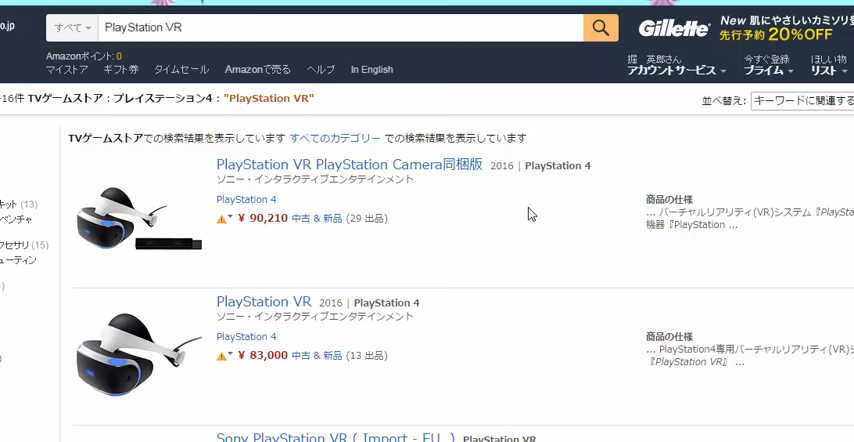 o.jp
すべて
PlayStation VR
Gillette
New 肌にやさしいカミソリ
先行予約 20%OFF
Amazonポイント: 0
マイストア ギフト券 タイムセール Amazonで売る ヘルプ In English
堀 英郎さん
アカウントサービス
今すぐ登録
プライム
ほしい物
リスト
16件 TVゲームストア : プレイステーション4 : "PlayStation VR"
並べ替え: キーワードに関連する
TVゲームストアでの検索結果を表示しています すべてのカテゴリー での検索結果を表示しています
PlayStation VR PlayStation Camera同梱版 2016 | PlayStation 4
ソニー・インタラクティブエンタテインメント
PlayStation 4
¥ 90,210 中古 & 新品 (29 出品)
商品の仕様
... バーチャルリアリティ(VR)システム『PlaySta
機器『PlayStation ...
キット (13)
ベンチャ
クセサリ (15)
ューティン
)
PlayStation VR 2016 | PlayStation 4
ソニー・インタラクティブエンタテインメント
PlayStation 4
¥ 83,000 中古 & 新品 (13 出品)
商品の仕様
... PlayStation4専用バーチャルリアリティ(VR)シ
『PlayStation VR』 ...
)
Sony PlayStation VR ( Import - EU ) PlayStation VR